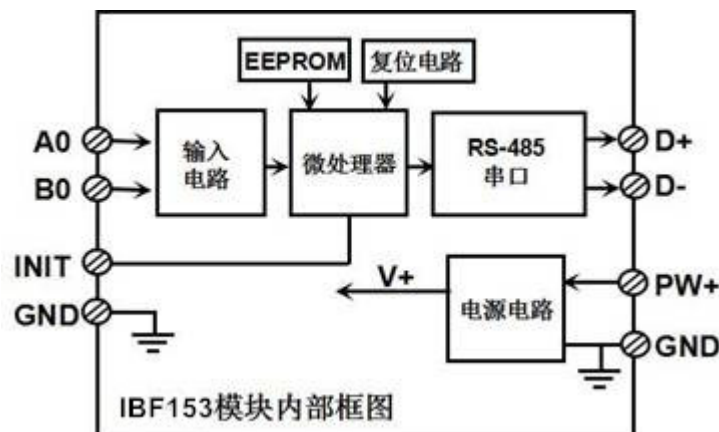 EEPROM
复位电路
A0
B0
输入
电路
微处理器
RS-485
串口
D+
D-
INIT
GND
V+
电源电路
PW+
GND
IBF153模块内部框图